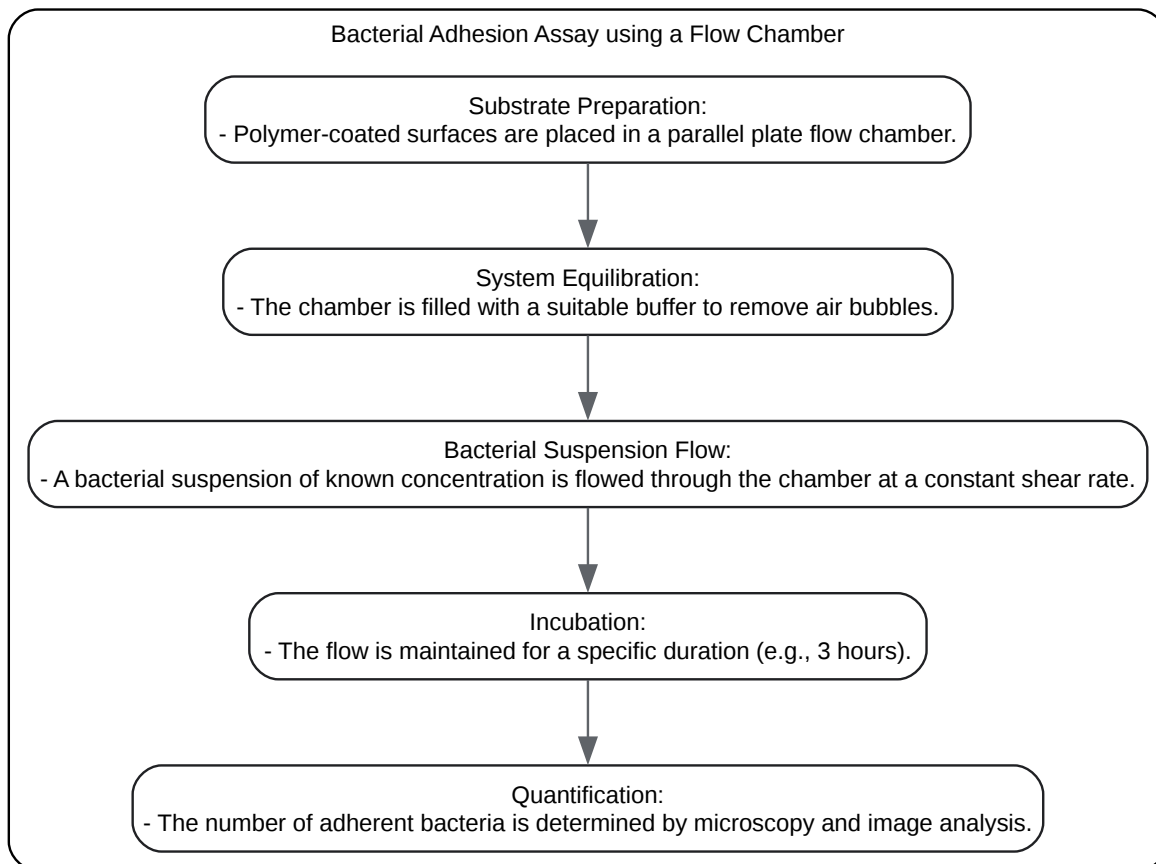 Bacterial Adhesion Assay using a Flow Chamber
Substrate Preparation:
- Polymer-coated surfaces are placed in a parallel plate flow chamber.
System Equilibration:
- The chamber is filled with a suitable buffer to remove air bubbles.
Bacterial Suspension Flow:
- A bacterial suspension of known concentration is flowed through the chamber at a constant shear rate.
Incubation:
- The flow is maintained for a specific duration (e.g., 3 hours).
Quantification:
- The number of adherent bacteria is determined by microscopy and image analysis.